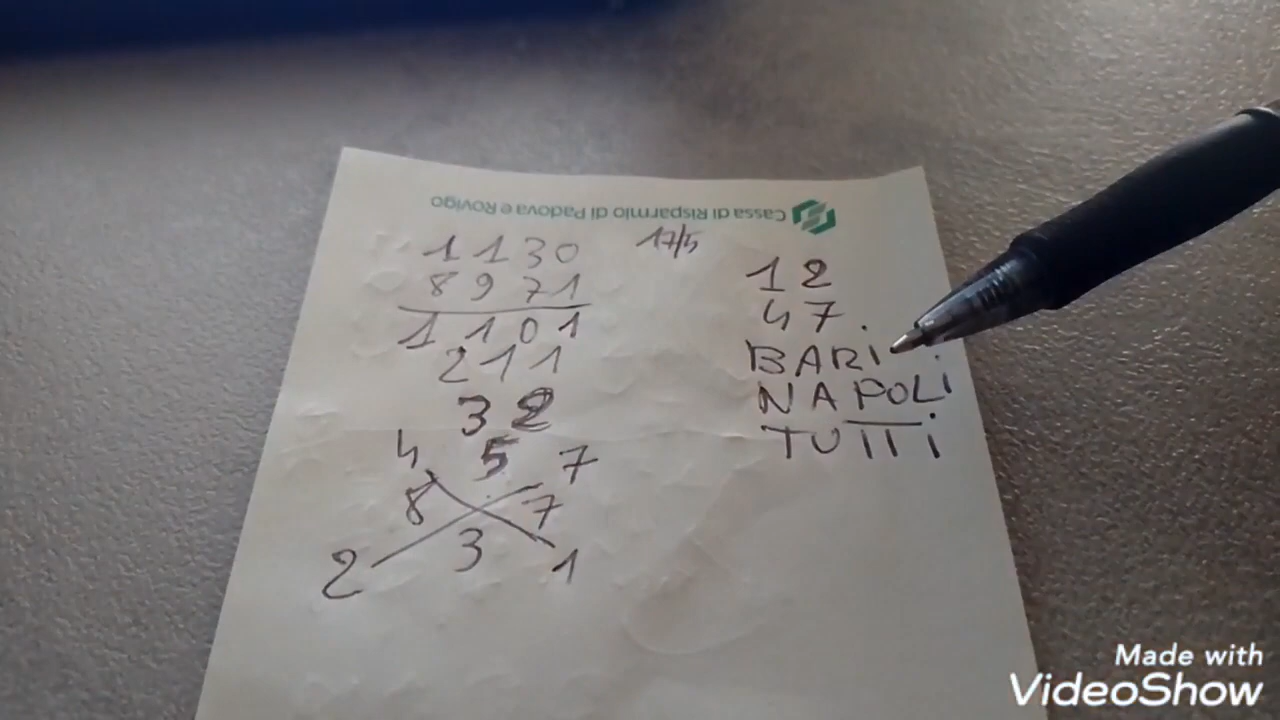 Cassa di Risparmio di Padova e Rovigo
17/5
1130
8971
1101
211
32
4 5 7
8 7
2 3 1
12
47.
BARI
NAPOLI
TUTTI
Made with
VideoShow